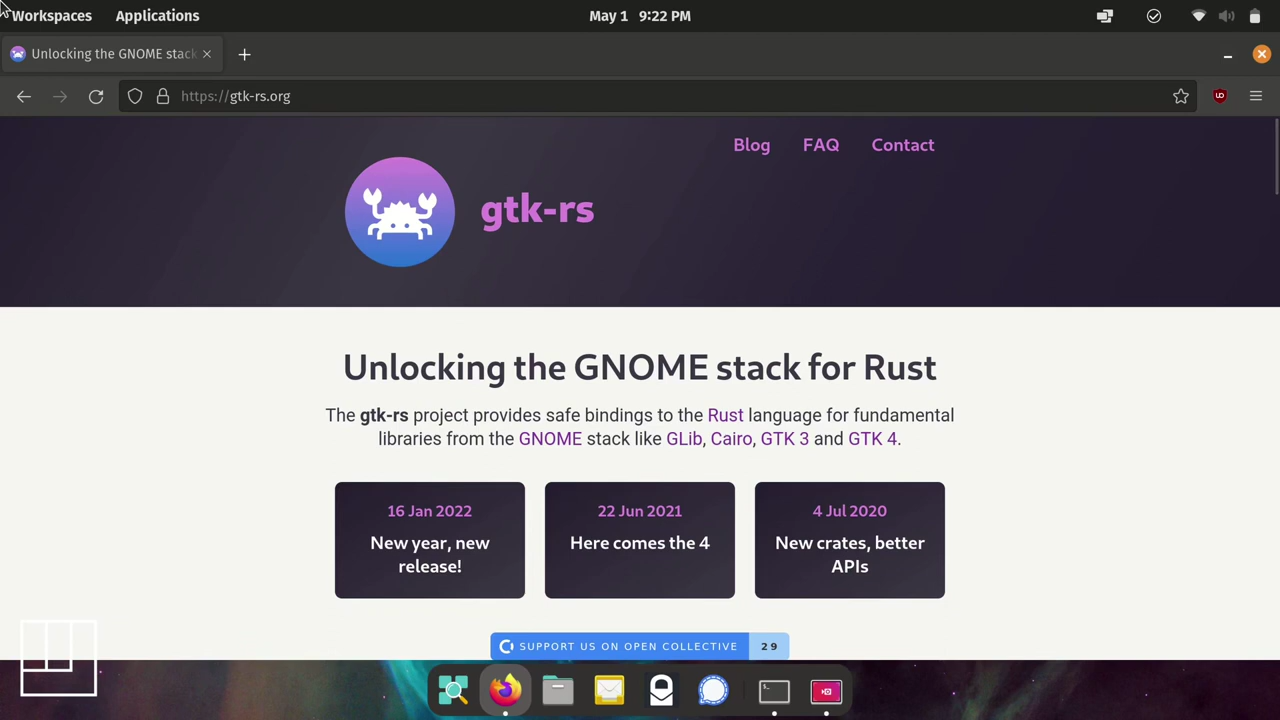 Workspaces Applications May 1 9:22 PM
Unlocking the GNOME stack
https://gtk-rs.org
Blog FAQ Contact
gtk-rs
Unlocking the GNOME stack for Rust
The gtk-rs project provides safe bindings to the Rust language for fundamental
libraries from the GNOME stack like GLib, Cairo, GTK 3 and GTK 4.
16 Jan 2022
New year, new
release!
22 Jun 2021
Here comes the 4
4 Jul 2020
New crates, better
APIs
SUPPORT US ON OPEN COLLECTIVE 29